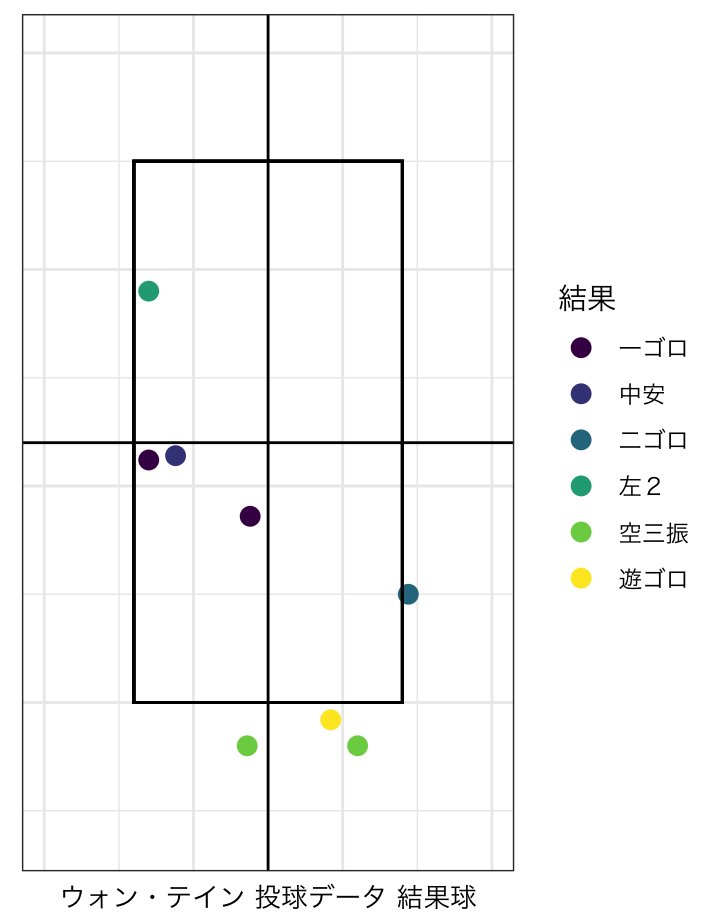 結果
一ゴロ
中安
二ゴロ
左２
空三振
遊ゴロ
ウォン・テイン 投球データ 結果球